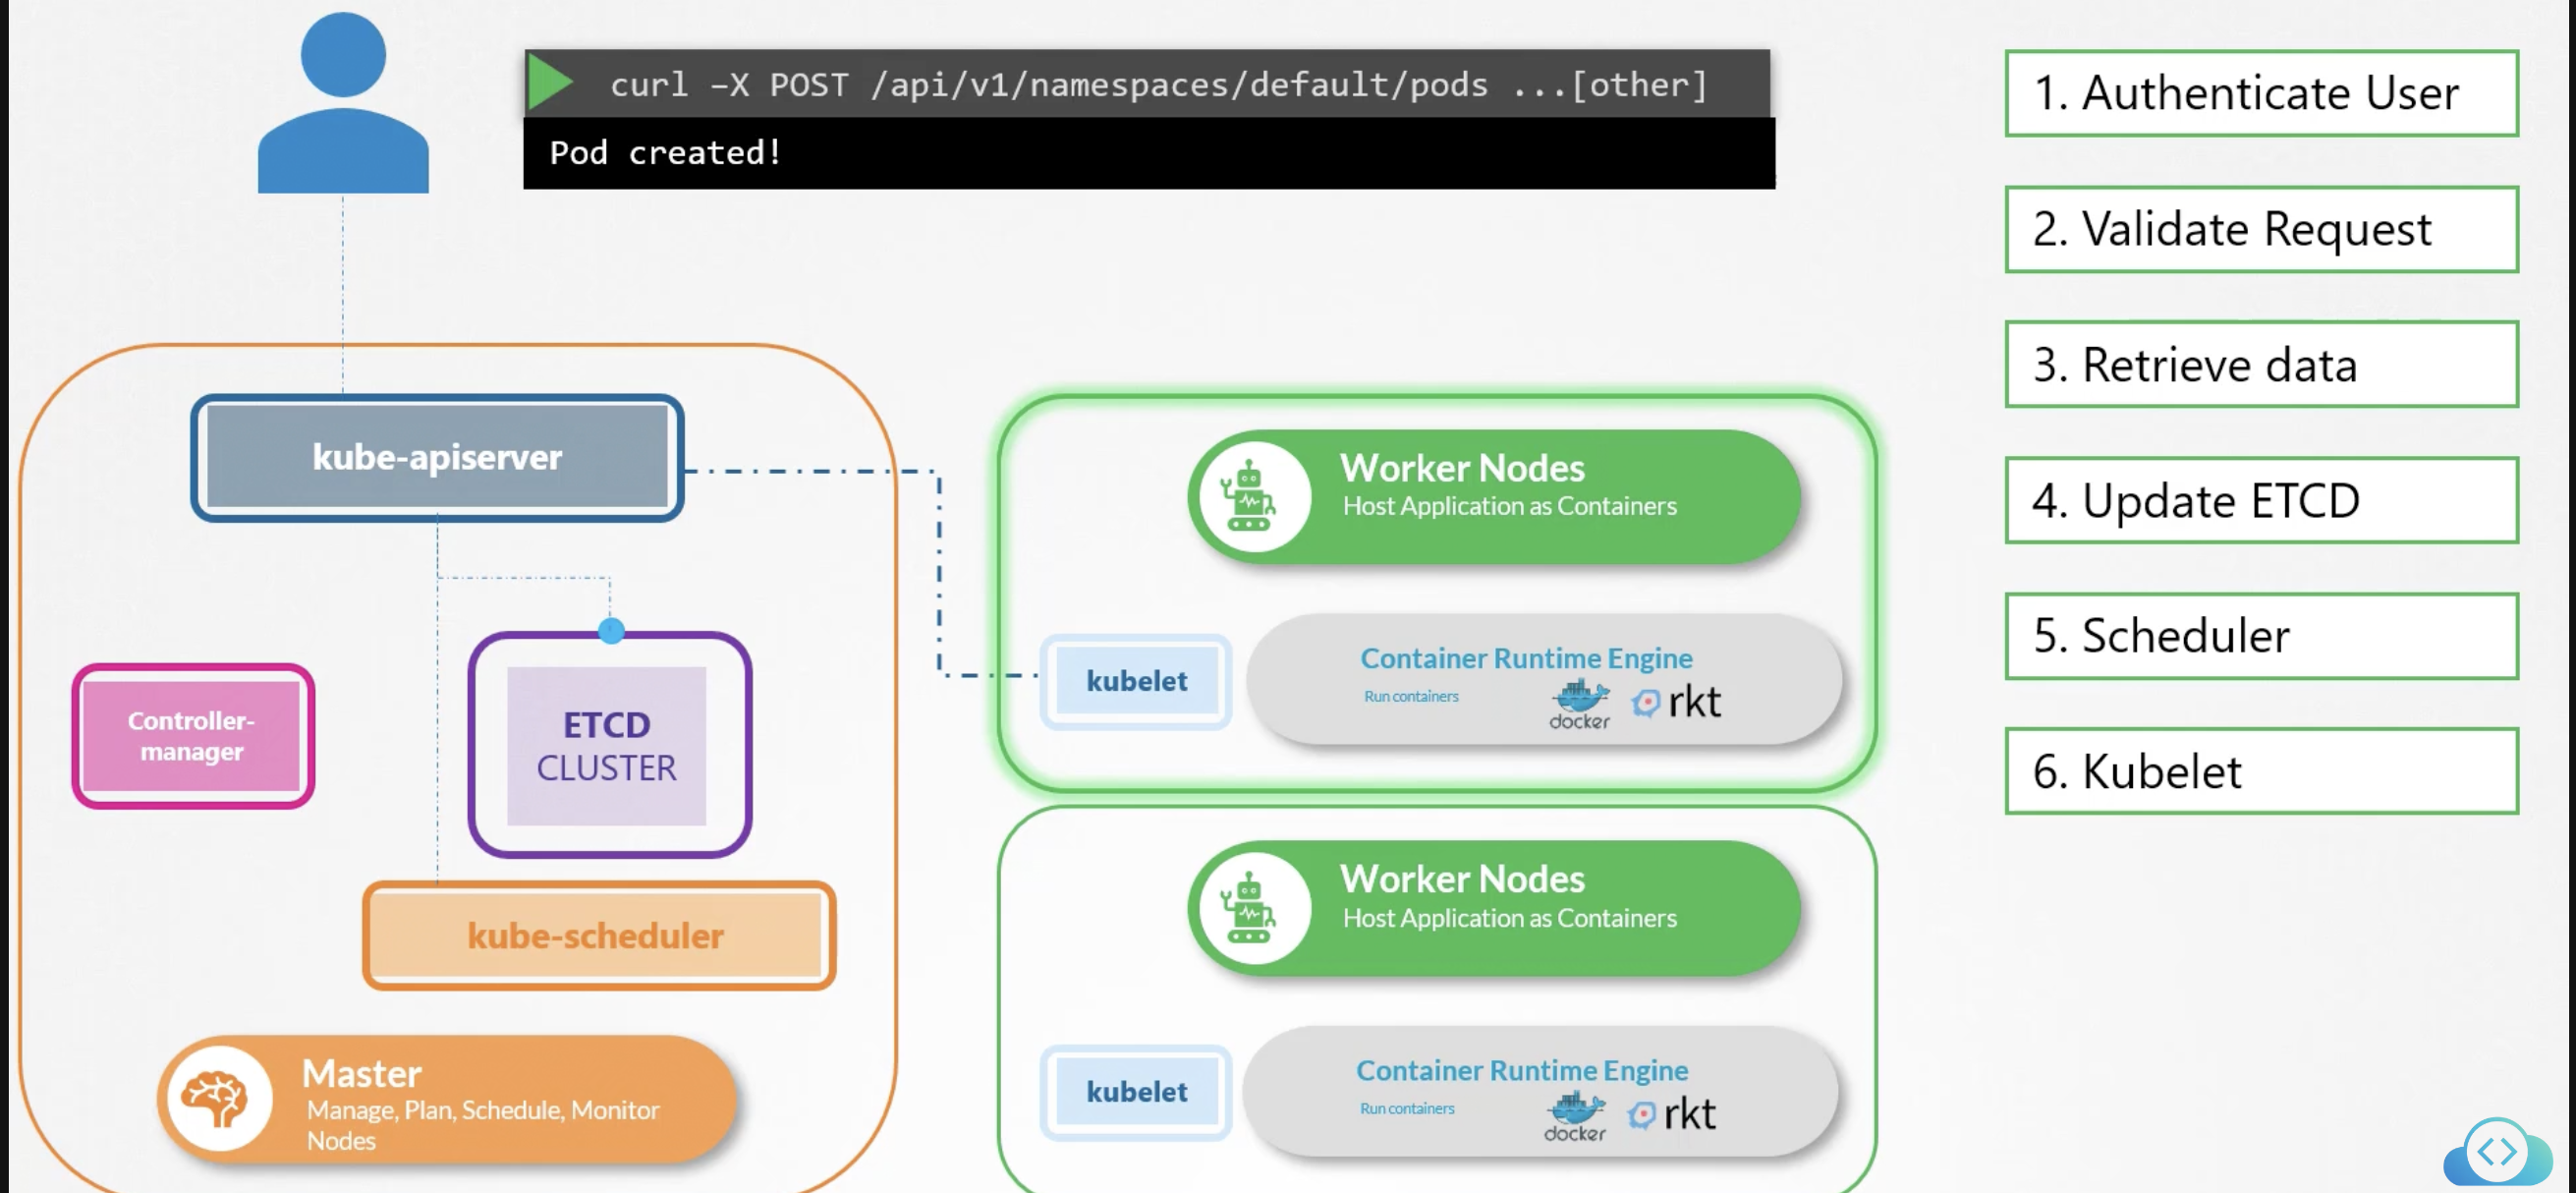 curl –X POST /api/v1/namespaces/default/pods ...[other]
Pod created!
1. Authenticate User
2. Validate Request
3. Retrieve data
4. Update ETCD
5. Scheduler
6. Kubelet
kube-apiserver
Controller-
manager
ETCD
CLUSTER
kube-scheduler
Master
Manage, Plan, Schedule, Monitor
Nodes
Worker Nodes
Host Application as Containers
kubelet
Container Runtime Engine
Run containers
docker
rkt
Worker Nodes
Host Application as Containers
kubelet
Container Runtime Engine
Run containers
docker
rkt